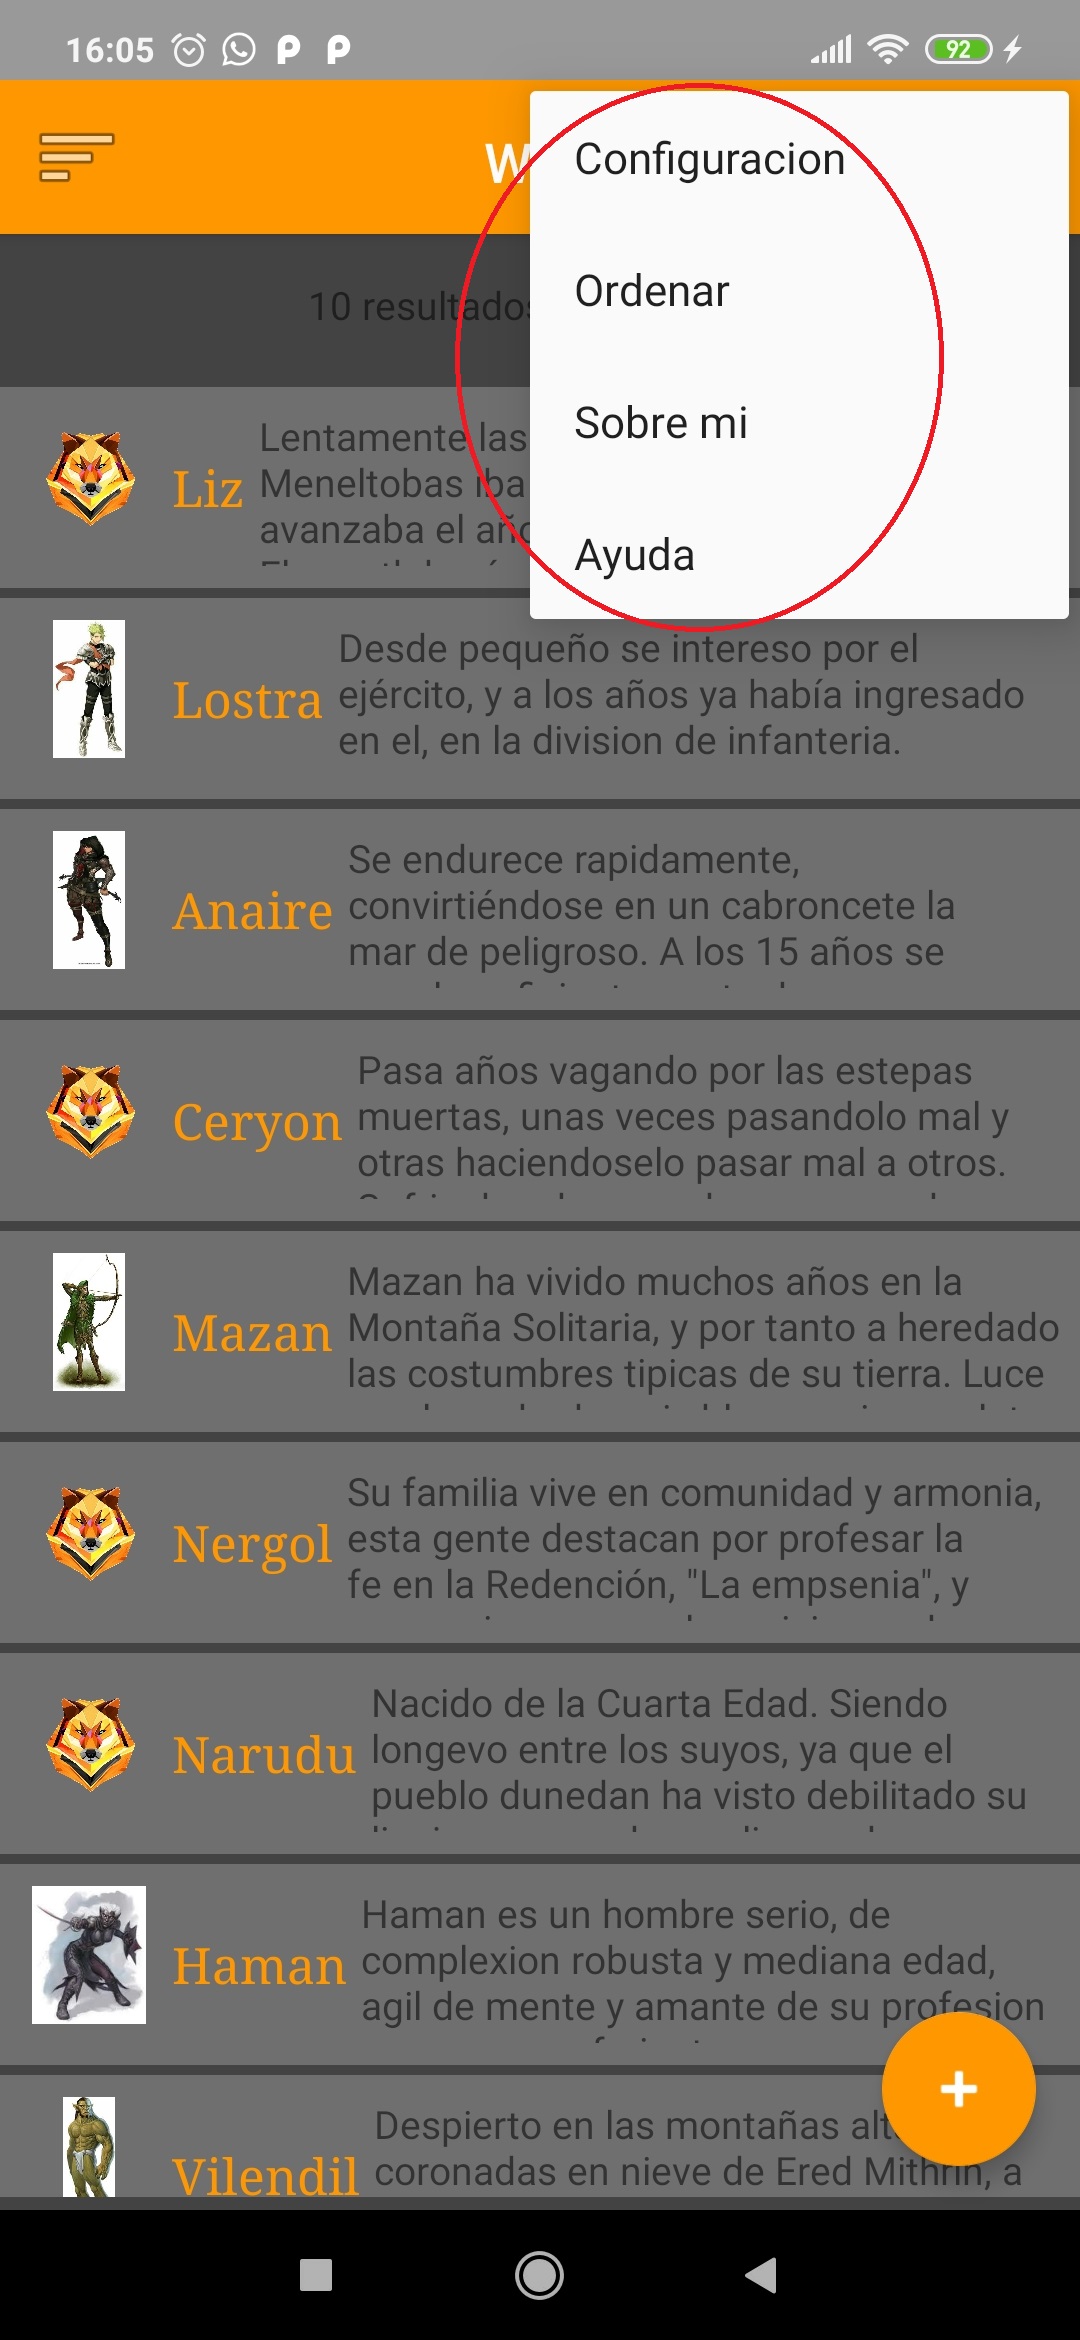 16:05
92
W
Configuracion
10 resultados
Ordenar
Sobre mi
Ayuda
Liz
Lentamente las
Meneltobas iba
avanzaba el año
Lostra
Desde pequeño se intereso por el
ejército, y a los años ya había ingresado
en el, en la division de infanteria.
Anaire
Se endurece rapidamente,
convirtiéndose en un cabroncete la
mar de peligroso. A los 15 años se
Ceryon
Pasa años vagando por las estepas
muertas, unas veces pasandolo mal y
otras haciendoselo pasar mal a otros.
Mazan
Mazan ha vivido muchos años en la
Montaña Solitaria, y por tanto a heredado
las costumbres tipicas de su tierra. Luce
Nergol
Su familia vive en comunidad y armonia,
esta gente destacan por profesar la
fe en la Redención, "La empsenia", y
Narudu
Nacido de la Cuarta Edad. Siendo
longevo entre los suyos, ya que el
pueblo dunedan ha visto debilitado su
Haman
Haman es un hombre serio, de
complexion robusta y mediana edad,
agil de mente y amante de su profesion
Vilendil
Despierto en las montañas alt
coronadas en nieve de Ered Mithrin, a